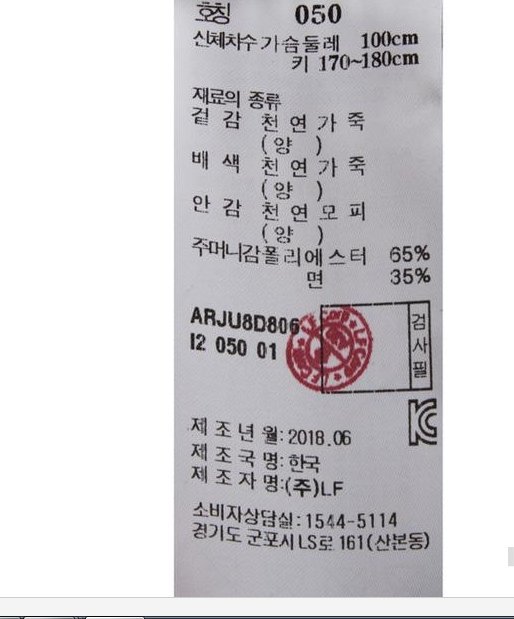 호칭 050
신체치수 가슴둘레 100cm
키 170~180cm
재료의 종류
겉감 천연가죽
(양)
배색 천연가죽
(양)
안감 천연모피
(양)
주머니감 폴리에스터 65%
면 35%
ARJU8D806
I2 050 01
검사필
제조년월: 2018.06
제조국명: 한국
제조자명:(주)LF
소비자상담실: 1544-5114
경기도 군포시 LS로 161(산본동)